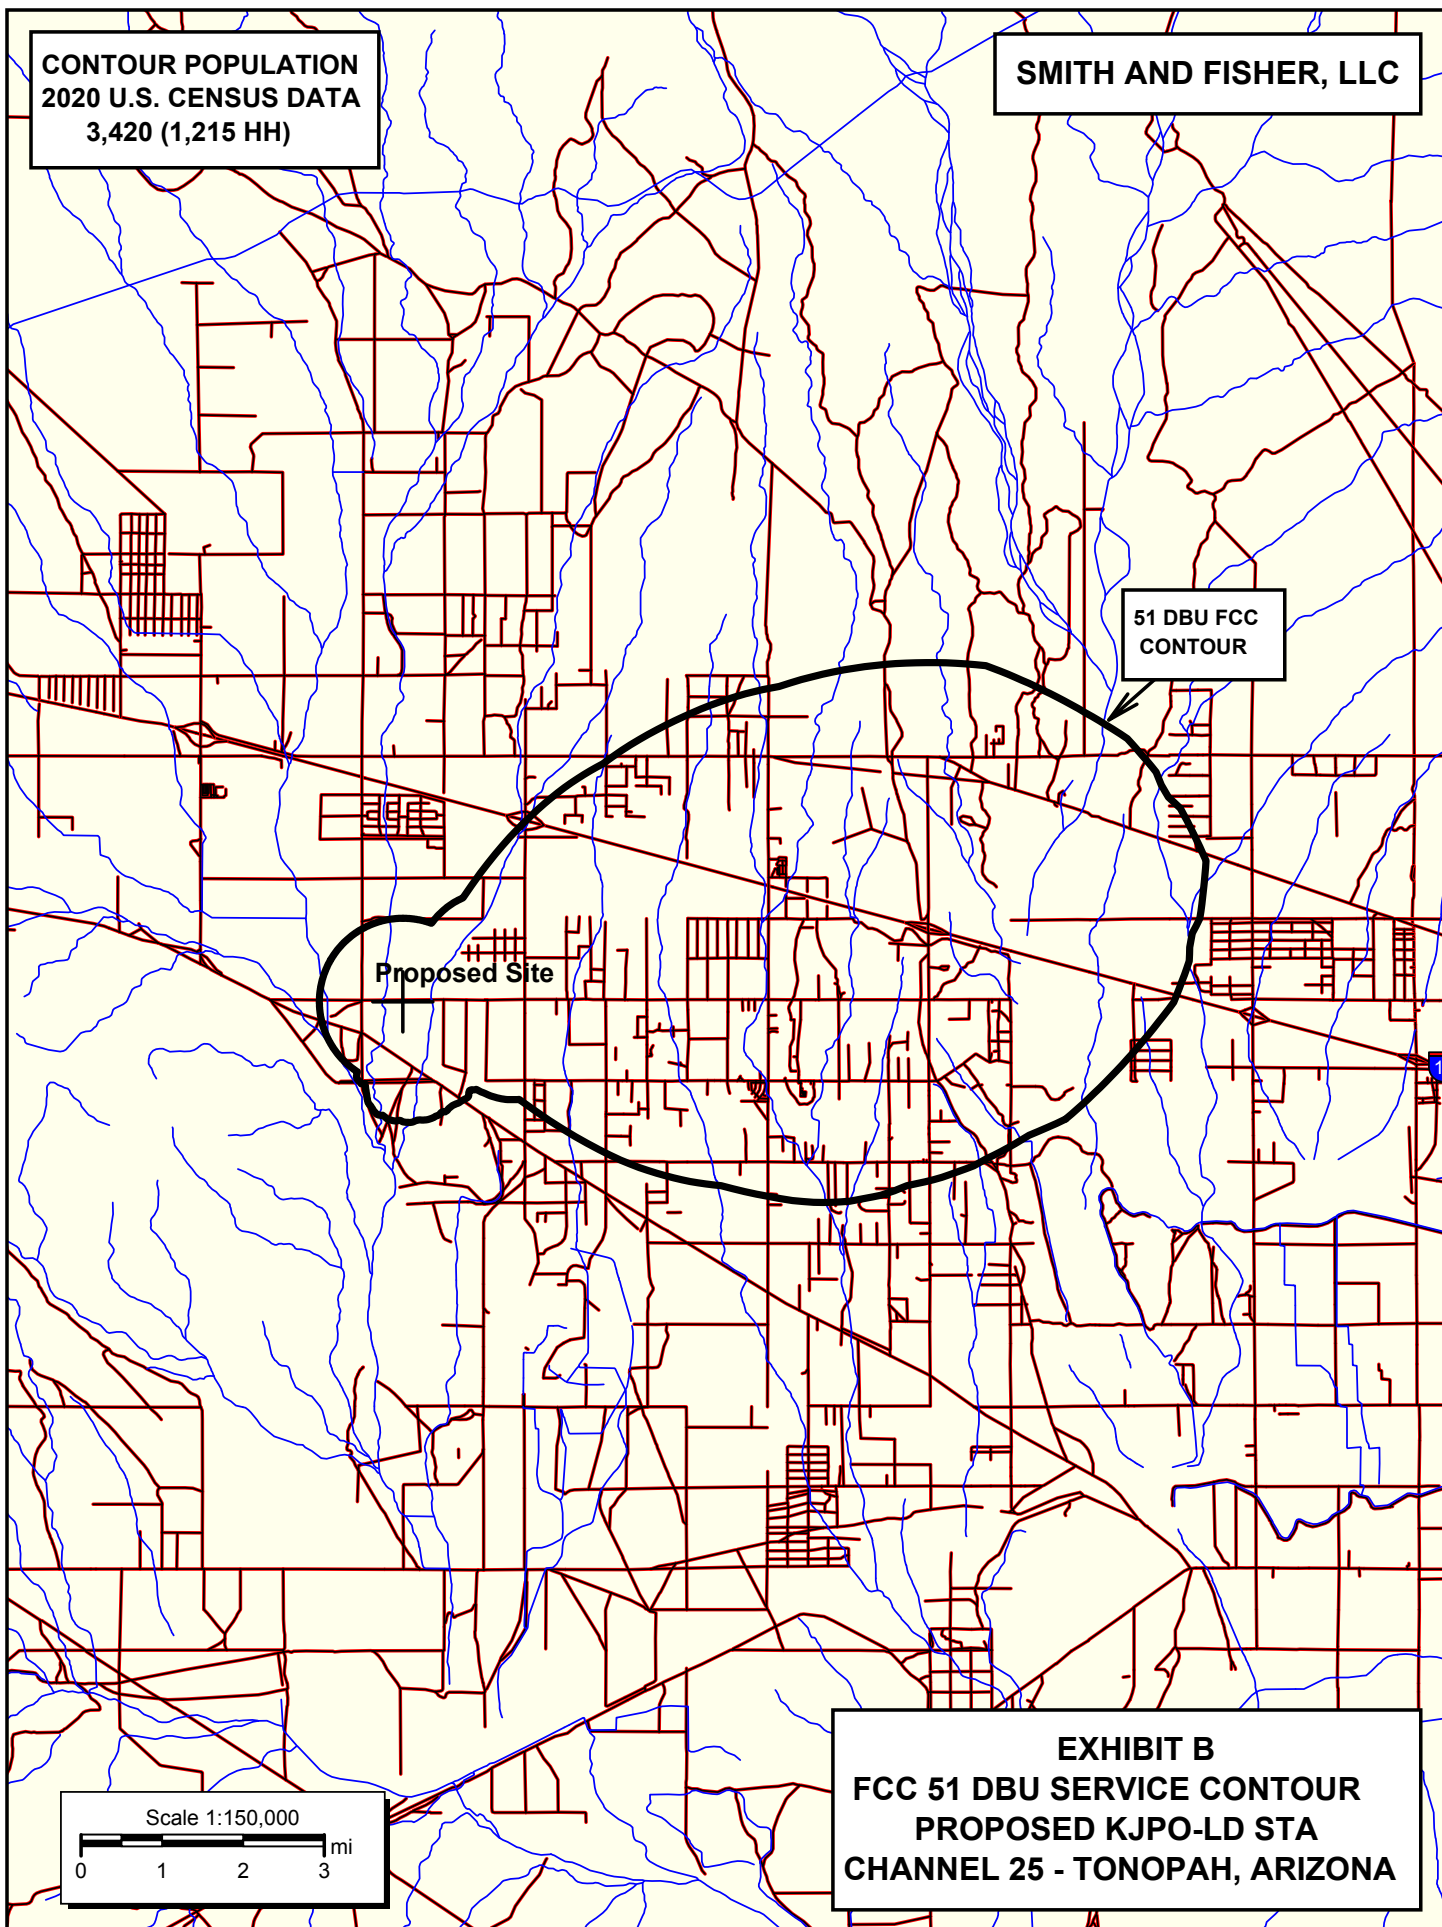 CONTOUR POPULATION
2020 U.S. CENSUS DATA
3,420 (1,215 HH)
SMITH AND FISHER, LLC
51 DBU FCC
CONTOUR
Proposed Site
Scale 1:150,000
mi
0 1 2 3
EXHIBIT B
FCC 51 DBU SERVICE CONTOUR
PROPOSED KJPO-LD STA
CHANNEL 25 - TONOPAH, ARIZONA